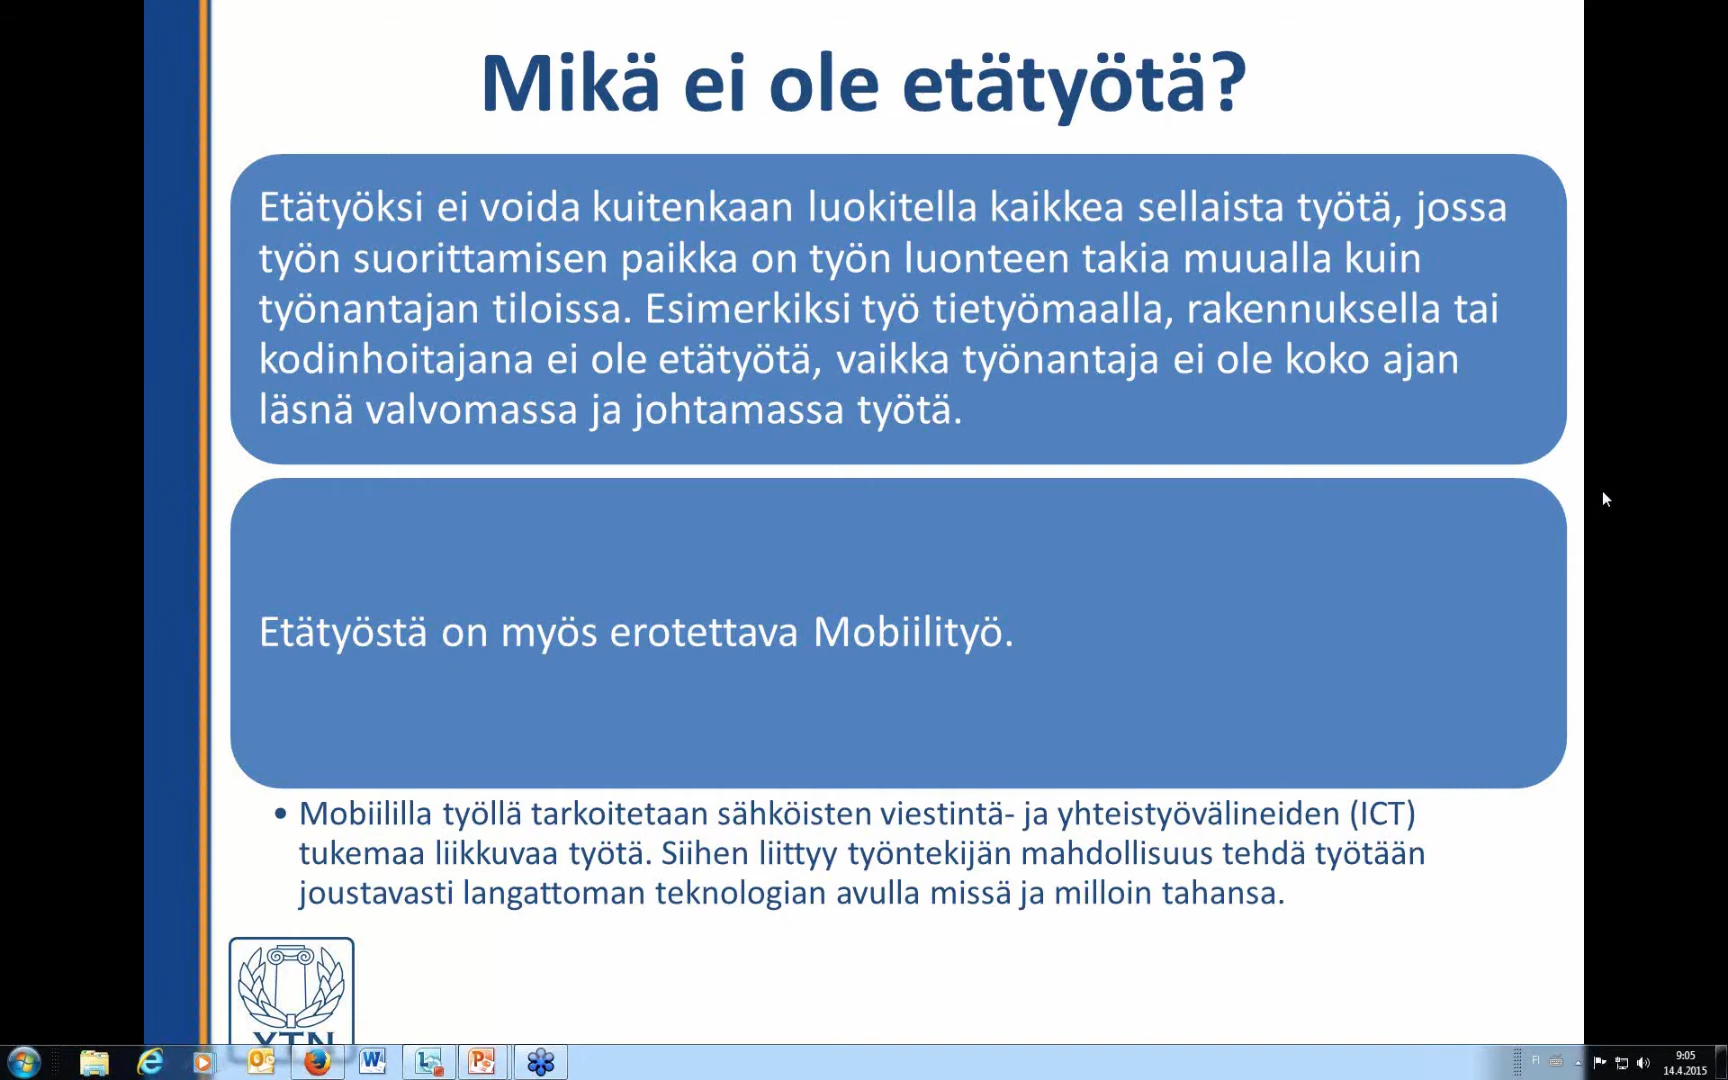 Mikä ei ole etätyötä?
Etätyöksi ei voida kuitenkaan luokitella kaikkea sellaista työtä, jossa
työn suorittamisen paikka on työn luonteen takia muualla kuin
työnantajan tiloissa. Esimerkiksi työ tietyömaalla, rakennuksella tai
kodinhoitajana ei ole etätyötä, vaikka työnantaja ei ole koko ajan
läsnä valvomassa ja johtamassa työtä.
Etätyöstä on myös erotettava Mobiilityö.
• Mobiililla työllä tarkoitetaan sähköisten viestintä- ja yhteistyövälineiden (ICT)
tukemaa liikkuvaa työtä. Siihen liittyy työntekijän mahdollisuus tehdä työtään
joustavasti langattoman teknologian avulla missä ja milloin tahansa.
YTN
FI
9:05
14.4.2015